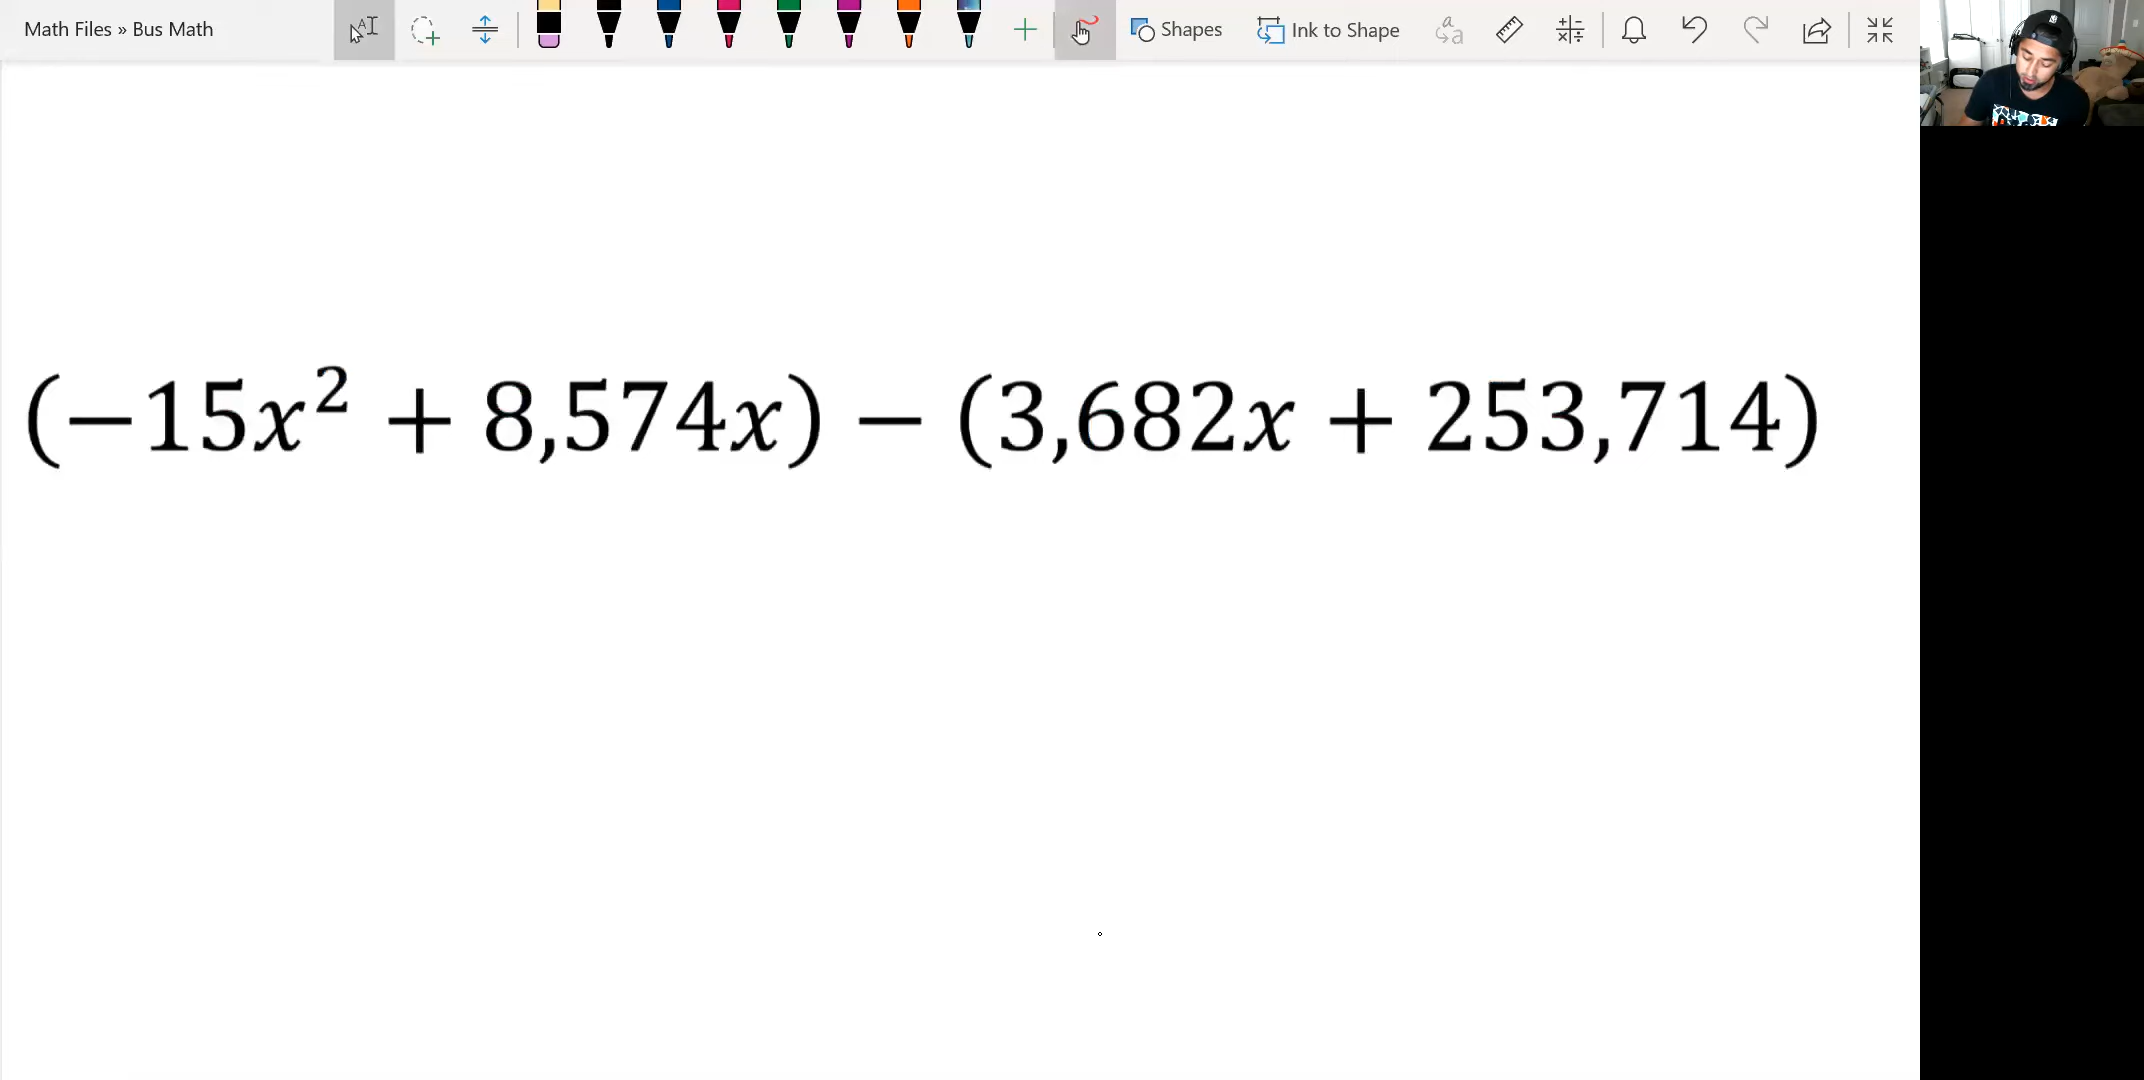 Math Files » Bus Math
Shapes
Ink to Shape
(−15x² + 8,574x) − (3,682x + 253,714)